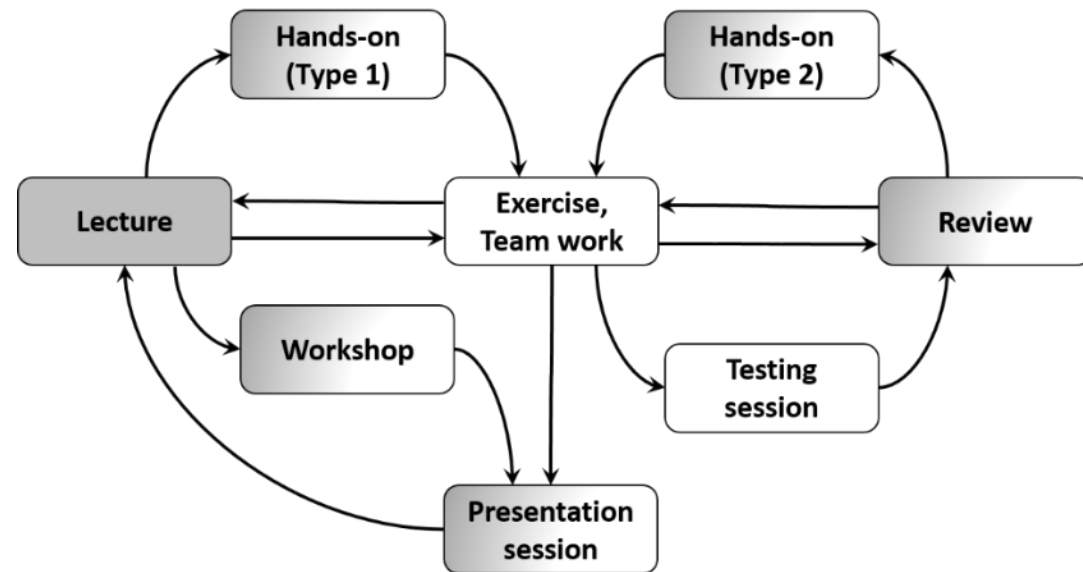 Hands-on
(Type 1)
Hands-on
(Type 2)
Lecture
Exercise,
Team work
Review
Workshop
Testing
session
Presentation
session